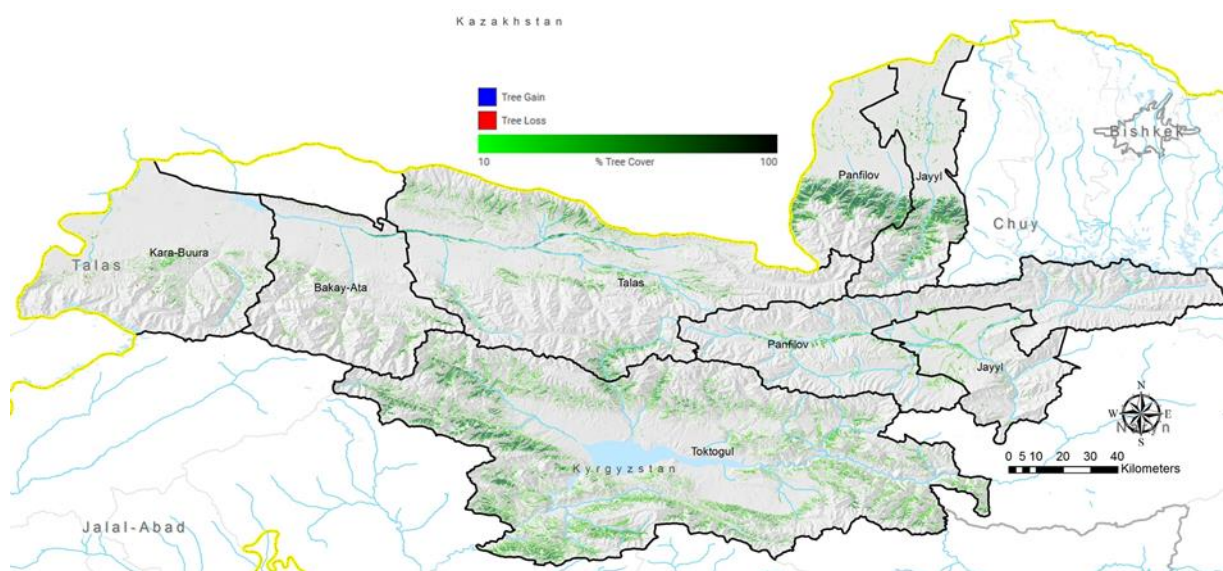 Kazakhstan
Tree Gain
Tree Loss
10 100
% Tree Cover
Bishkek
Panfilov
Jayyl
Chuy
Kara-Buura
Talas
Bakay-Ata
Talas
Panfilov
Jayyl
N
W E
S
Naryn
Toktogul
Kyrgyzstan
0 5 10 20 30 40
Kilometers
Jalal-Abad